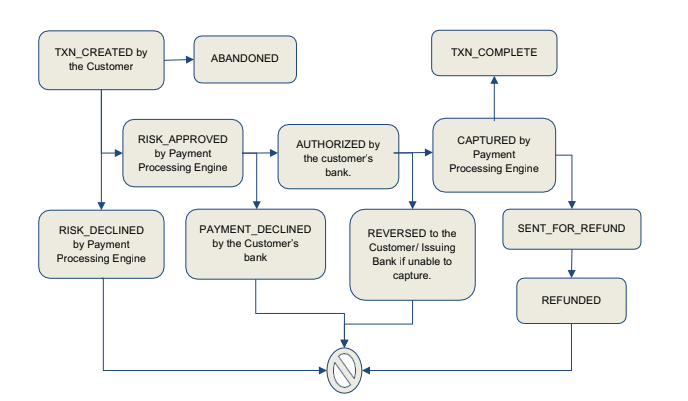 TXN_CREATED by
the Customer
ABANDONED
TXN_COMPLETE
RISK_APPROVED
by Payment
Processing Engine
AUTHORIZED by
the customer's
bank.
CAPTURED by
Payment
Processing Engine
RISK_DECLINED
by Payment
Processing Engine
PAYMENT_DECLINED
by the Customer's
bank
REVERSED to the
Customer/ Issuing
Bank if unable to
capture.
SENT_FOR_REFUND
REFUNDED